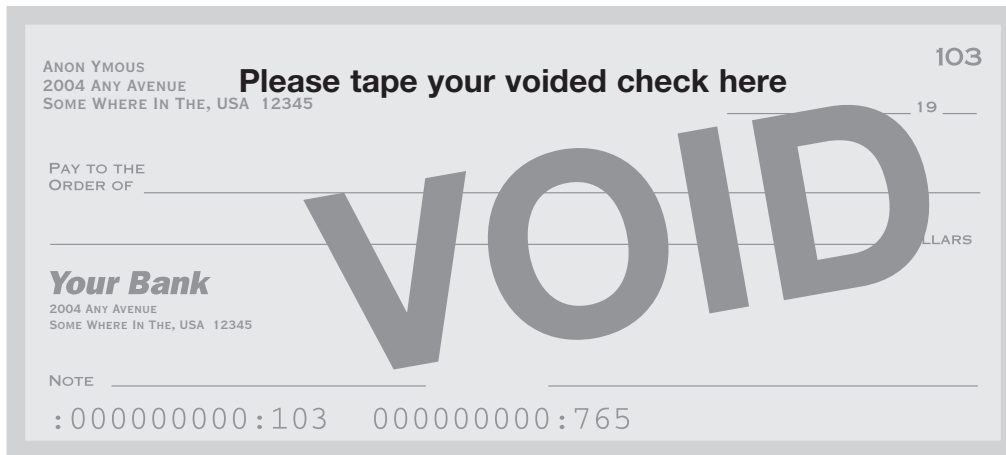 ANON YMOUS
2004 ANY AVENUE
SOME WHERE IN THE, USA 12345
Please tape your voided check here
103
19
PAY TO THE
ORDER OF
LLARS
VOID
Your Bank
2004 ANY AVENUE
SOME WHERE IN THE, USA 12345
NOTE
:000000000:103 000000000:765